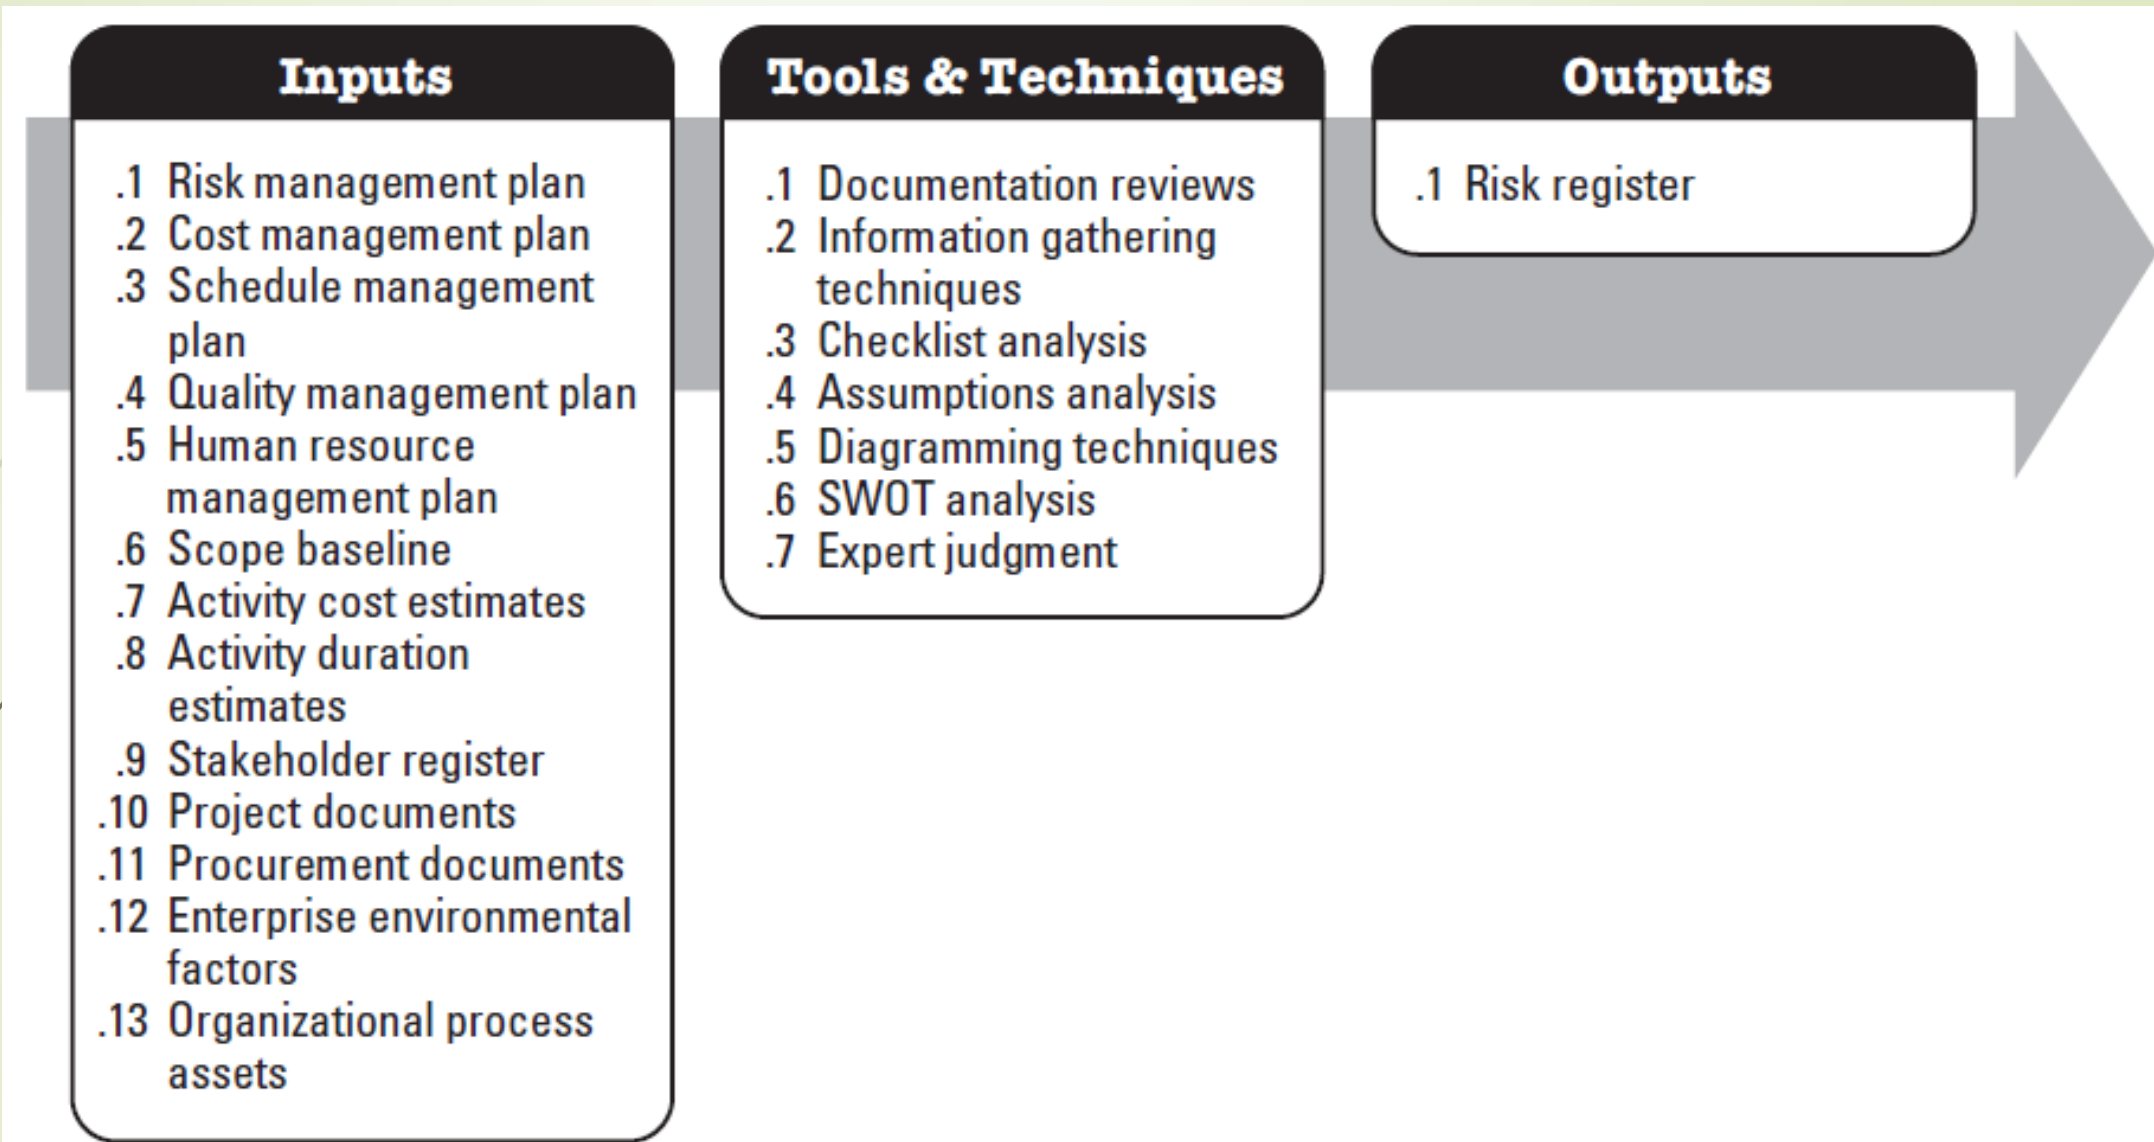 Inputs
.1 Risk management plan
.2 Cost management plan
.3 Schedule management
plan
.4 Quality management plan
.5 Human resource
management plan
.6 Scope baseline
.7 Activity cost estimates
.8 Activity duration
estimates
.9 Stakeholder register
.10 Project documents
.11 Procurement documents
.12 Enterprise environmental
factors
.13 Organizational process
assets
Tools & Techniques
.1 Documentation reviews
.2 Information gathering
techniques
.3 Checklist analysis
.4 Assumptions analysis
.5 Diagramming techniques
.6 SWOT analysis
.7 Expert judgment
Outputs
.1 Risk register